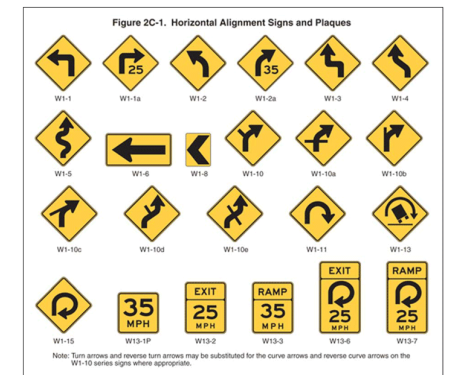 Figure 2C-1. Horizontal Alignment Signs and Plaques
25
35
W1-1 W1-1a W1-2 W1-2a W1-3 W1-4
W1-5 W1-6 W1-8 W1-10 W1-10a W1-10b
W1-10c W1-10d W1-10e W1-11 W1-13
35
MPH
EXIT
25
MPH
RAMP
35
MPH
EXIT
25
MPH
RAMP
25
MPH
W1-15 W13-1P W13-2 W13-3 W13-6 W13-7
Note: Turn arrows and reverse turn arrows may be substituted for the curve arrows and reverse curve arrows on the
W1-10 series signs where appropriate.